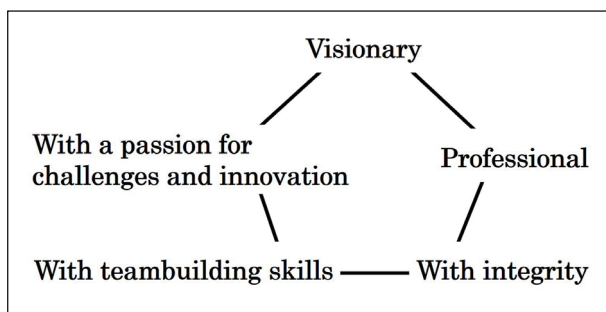 Visionary
With a passion for
challenges and innovation
Professional
With teambuilding skills
With integrity